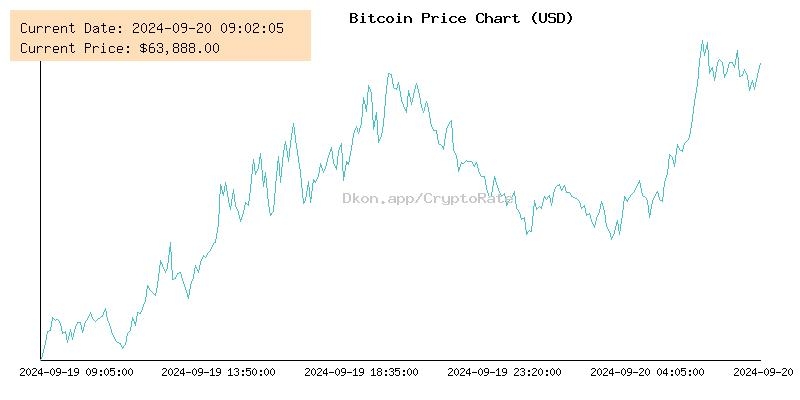 Bitcoin Price Chart (USD)
Current Date: 2024-09-20 09:02:05
Current Price: $63,888.00
Dkon.app/CryptoRate
2024-09-19 09:05:00 2024-09-19 13:50:00 2024-09-19 18:35:00 2024-09-19 23:20:00 2024-09-20 04:05:00 2024-09-20